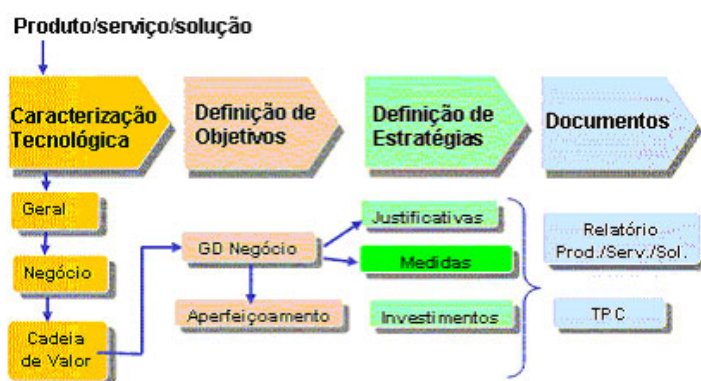 Produto/serviço/solução
Caracterização
Tecnológica
Definição de
Objetivos
Definição de
Estratégias
Documentos
Geral
Negócio
Cadeia
de Valor
GD Negócio
Aperfeiçoamento
Justificativas
Medidas
Investimentos
Relatório
Prod./Serv./Sol.
TPC